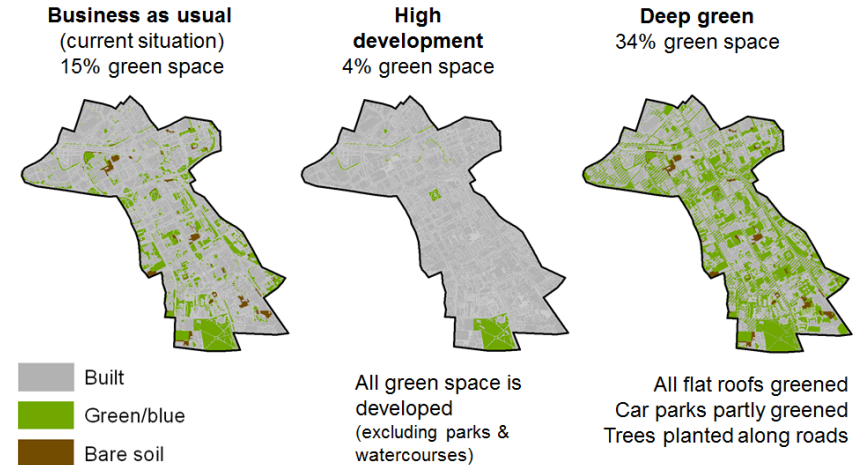 Business as usual
(current situation)
15% green space
High
development
4% green space
Deep green
34% green space
Built
Green/blue
Bare soil
All green space is
developed
(excluding parks &
watercourses)
All flat roofs greened
Car parks partly greened
Trees planted along roads